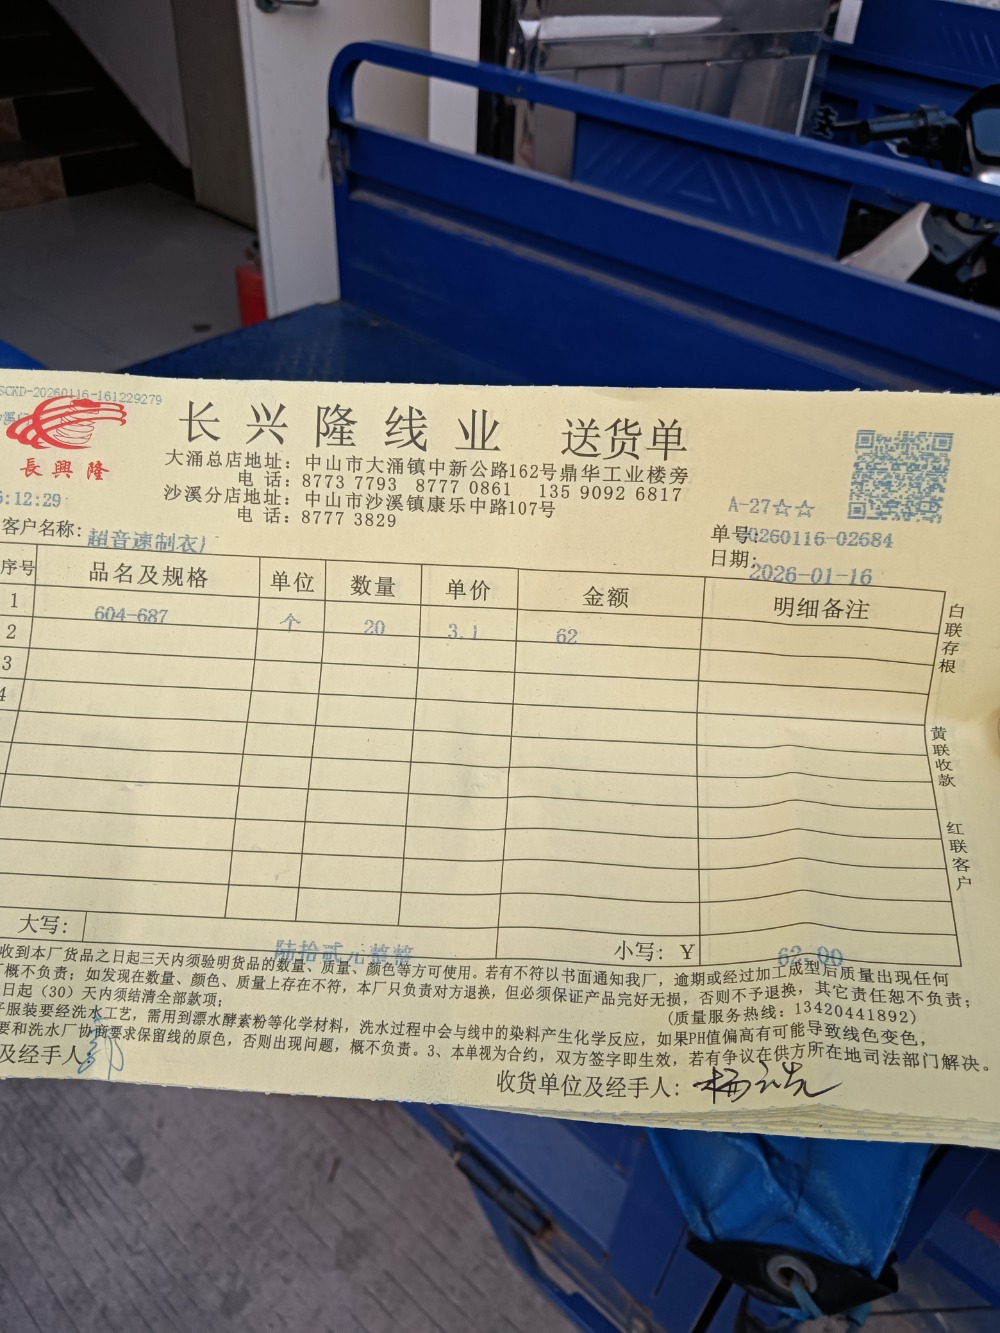 SCKD-20260116-161229279
長興隆
长兴隆线业 送货单
大涌总店地址：中山市大涌镇中新公路162号鼎华工业楼旁
电 话：8773 7793 8777 0861 135 9092 6817
沙溪分店地址：中山市沙溪镇康乐中路107号
电 话：8777 3829
5:12:29
A-27☆☆
单号:0260116-02684
日期:2026-01-16
客户名称: 超音速制衣厂
序号 品名及规格 单位 数量 单价 金额 明细备注
1 604-687 个 20 3.1 62
2
3
4
白联存根
黄联收款
红联客户
大写： 陆拾贰元整 小写：￥ 62.00
收到本厂货品之日起三天内须验明货品的数量、质量、颜色等方可使用。若有不符以书面通知我厂，逾期或经过加工成型后质量出现任何
概不负责；如发现在数量、颜色、质量上存在不符，本厂只负责对方退换，但必须保证产品完好无损，否则不予退换，其它责任恕不负责；
日起（30）天内须结清全部款项； (质量服务热线：13420441892)
服装要经洗水工艺，需用到漂水酵素粉等化学材料，洗水过程中会与线中的染料产生化学反应，如果PH值偏高有可能导致线色变色，
要和洗水厂协商要求保留线的原色，否则出现问题，概不负责。3、本单视为合约，双方签字即生效，若有争议在供方所在地司法部门解决。
及经手人： 郭
收货单位及经手人：